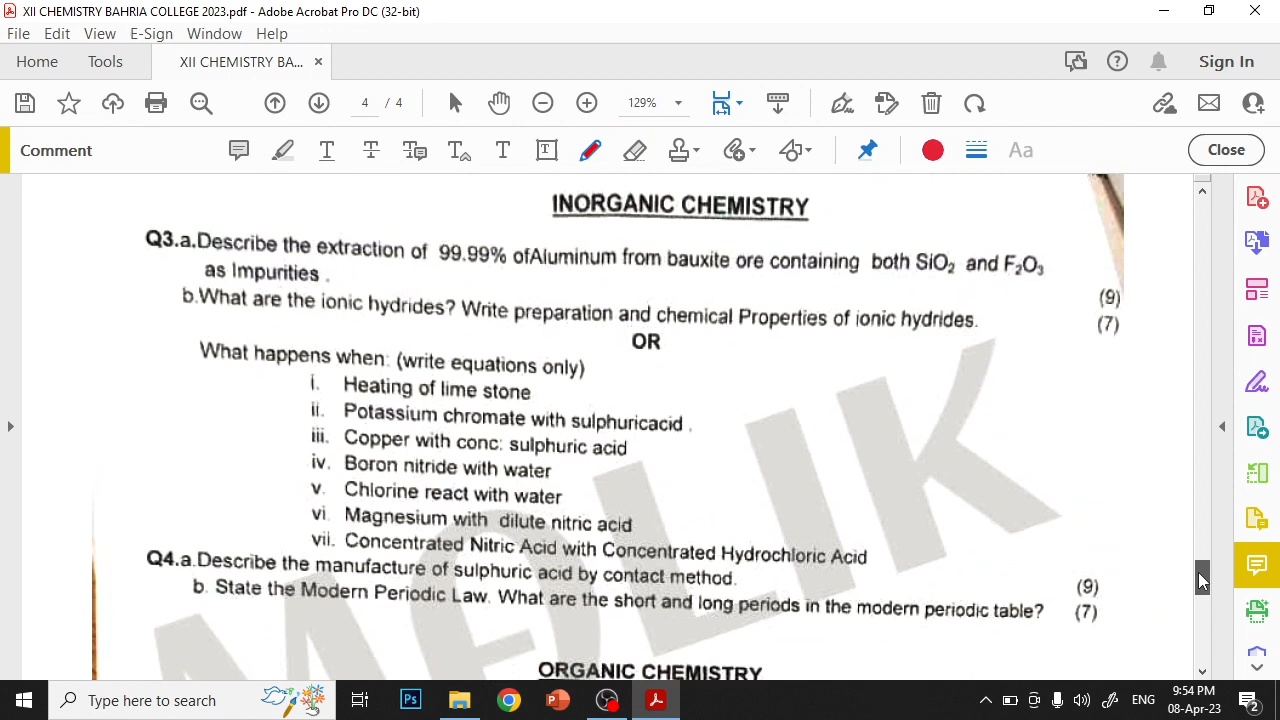 XII CHEMISTRY BAHRIA COLLEGE 2023.pdf - Adobe Acrobat Pro DC (32-bit)
File Edit View E-Sign Window Help
Home Tools XII CHEMISTRY BA... × Sign In
4 / 4 129%
Comment Aa Close
INORGANIC CHEMISTRY
Q3.a.Describe the extraction of 99.99% ofAluminum from bauxite ore containing both SiO₂ and F₂O₃
as Impurities . (9)
b.What are the ionic hydrides? Write preparation and chemical Properties of ionic hydrides. (7)
OR
What happens when: (write equations only)
i. Heating of lime stone
ii. Potassium chromate with sulphuricacid .
iii. Copper with conc: sulphuric acid
iv. Boron nitride with water
v. Chlorine react with water
vi. Magnesium with dilute nitric acid
vii. Concentrated Nitric Acid with Concentrated Hydrochloric Acid
Q4.a.Describe the manufacture of sulphuric acid by contact method. (9)
b. State the Modern Periodic Law. What are the short and long periods in the modern periodic table? (7)
MOLIK
ORGANIC CHEMISTRY
Type here to search Ps ENG 9:54 PM
08-Apr-23 2